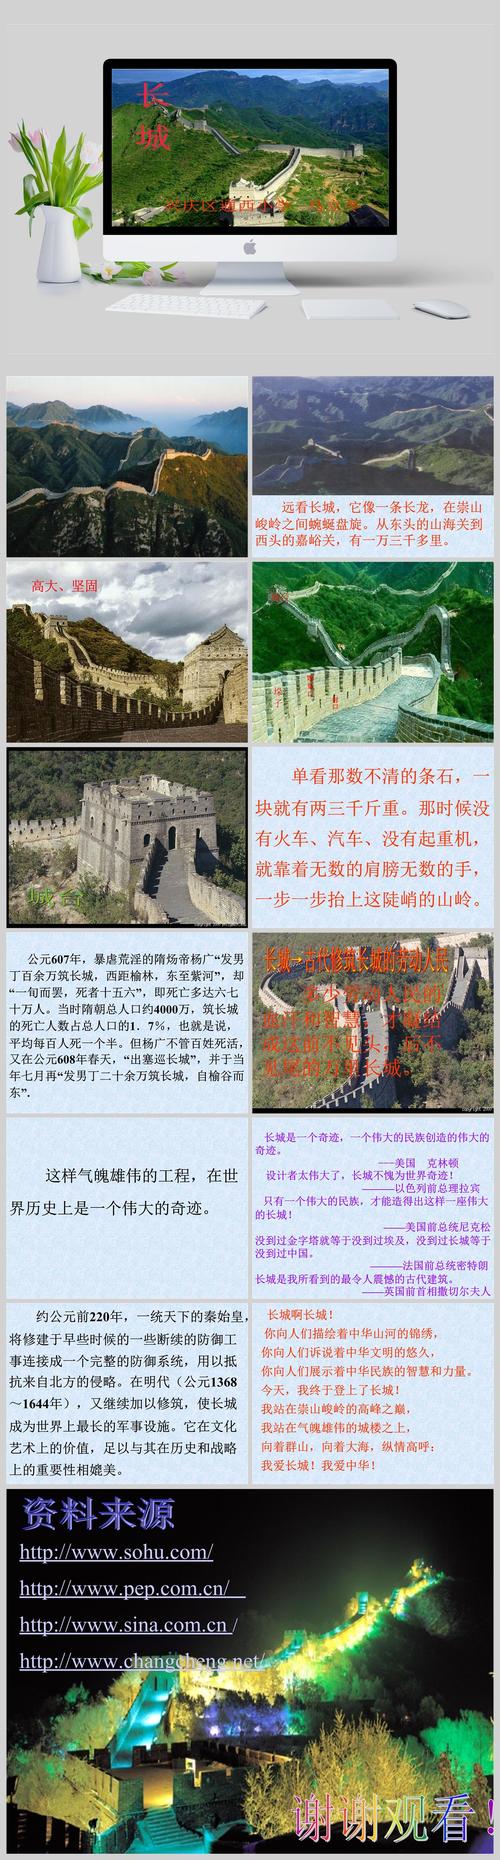 长
城
远看长城，它像一条长龙，在崇山
峻岭之间蜿蜒盘旋。从东头的山海关到
西头的嘉峪关，有一万三千多里。
高大、坚固
垛子
城台
单看那数不清的条石，一
块就有两三千斤重。那时候没
有火车、汽车、没有起重机，
就靠着无数的肩膀无数的手，
一步一步抬上这陡峭的山岭。
公元607年，暴虐荒淫的隋炀帝杨广“发男
丁百余万筑长城，西距榆林，东至紫河”，却
“一旬而罢，死者十五六”，即死亡多达六七
十万人。当时隋朝总人口约4000万，筑长城
的死亡人数占总人口的1．7%，也就是说，
平均每百人死一个半。但杨广不管百姓死活，
又在公元608年春天，“出塞巡长城”，并于当
年七月再“发男丁二十余万筑长城，自榆谷而
东”.
长城→古代修筑长城的劳动人民
多少劳动人民的
血汗和智慧，才凝结
成这前不见头，后不
见尾的万里长城。
这样气魄雄伟的工程，在世
界历史上是一个伟大的奇迹。
长城是一个奇迹，一个伟大的民族创造的伟大的
奇迹。
---美国　克林顿
设计者太伟大了，长城不愧为世界奇迹！
———以色列前总理拉宾
只有一个伟大的民族，才能造得出这样一座伟大
的长城！
——美国前总统尼克松
没到过金字塔就等于没到过埃及，没到过长城等于
没到过中国。
———法国前总统密特朗
长城是我所看到的最令人震憾的古代建筑。
——英国前首相撒切尔夫人
约公元前220年，一统天下的秦始皇，
将修建于早些时候的一些断续的防御工
事连接成一个完整的防御系统，用以抵
抗来自北方的侵略。在明代（公元1368
～1644年），又继续加以修筑，使长城
成为世界上最长的军事设施。它在文化
艺术上的价值，足以与其在历史和战略
上的重要性相媲美。
长城啊长城！
你向人们描绘着中华山河的锦绣，
你向人们诉说着中华文明的悠久，
你向人们展示着中华民族的智慧和力量。
今天，我终于登上了长城！
我站在崇山峻岭的高峰之巅，
我站在气魄雄伟的城楼之上，
向着群山，向着大海，纵情高呼：
我爱长城！我爱中华！
资料来源
http://www.sohu.com/
http://www.pep.com.cn/
http://www.sina.com.cn /
http://www.changcheng.net/
谢谢观看！